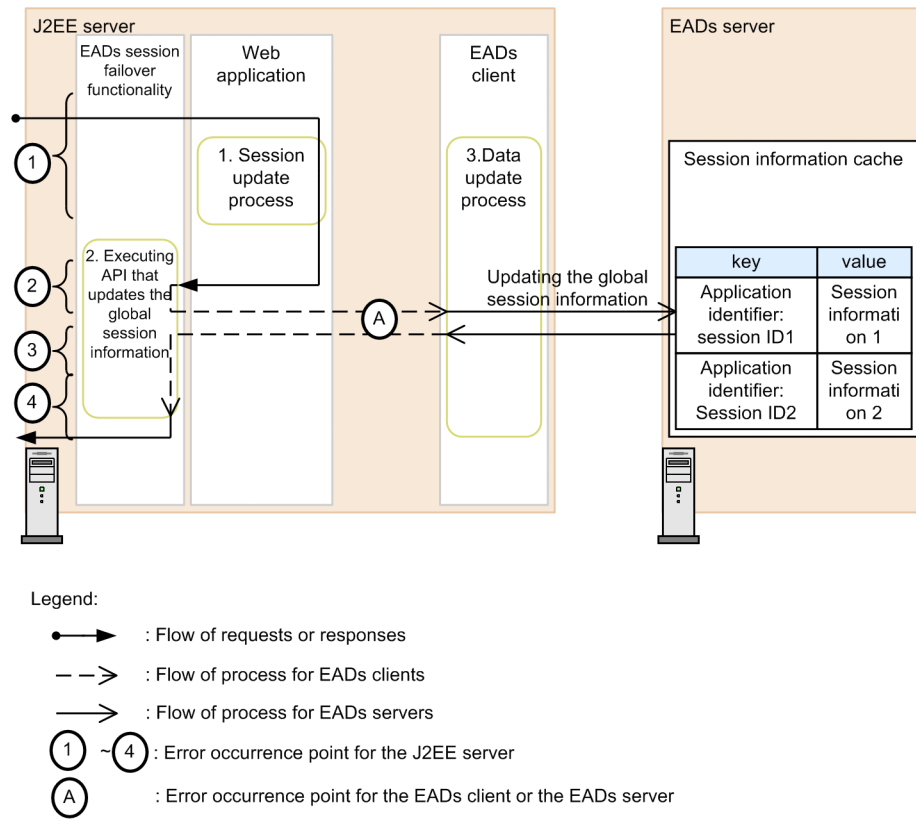 J2EE server
EADs session
failover
functionality
Web
application
EADs
client
EADs server
1
1. Session
update
process
3.Data
update
process
Session information cache
2
2. Executing
API that
updates the
global
session
information
3
4
A
Updating the global
session information
key
value
Application
identifier:
session ID1
Session
informati
on 1
Application
identifier:
Session ID2
Session
informati
on 2
Legend:
: Flow of requests or responses
: Flow of process for EADs clients
: Flow of process for EADs servers
1 ~ 4 : Error occurrence point for the J2EE server
A : Error occurrence point for the EADs client or the EADs server